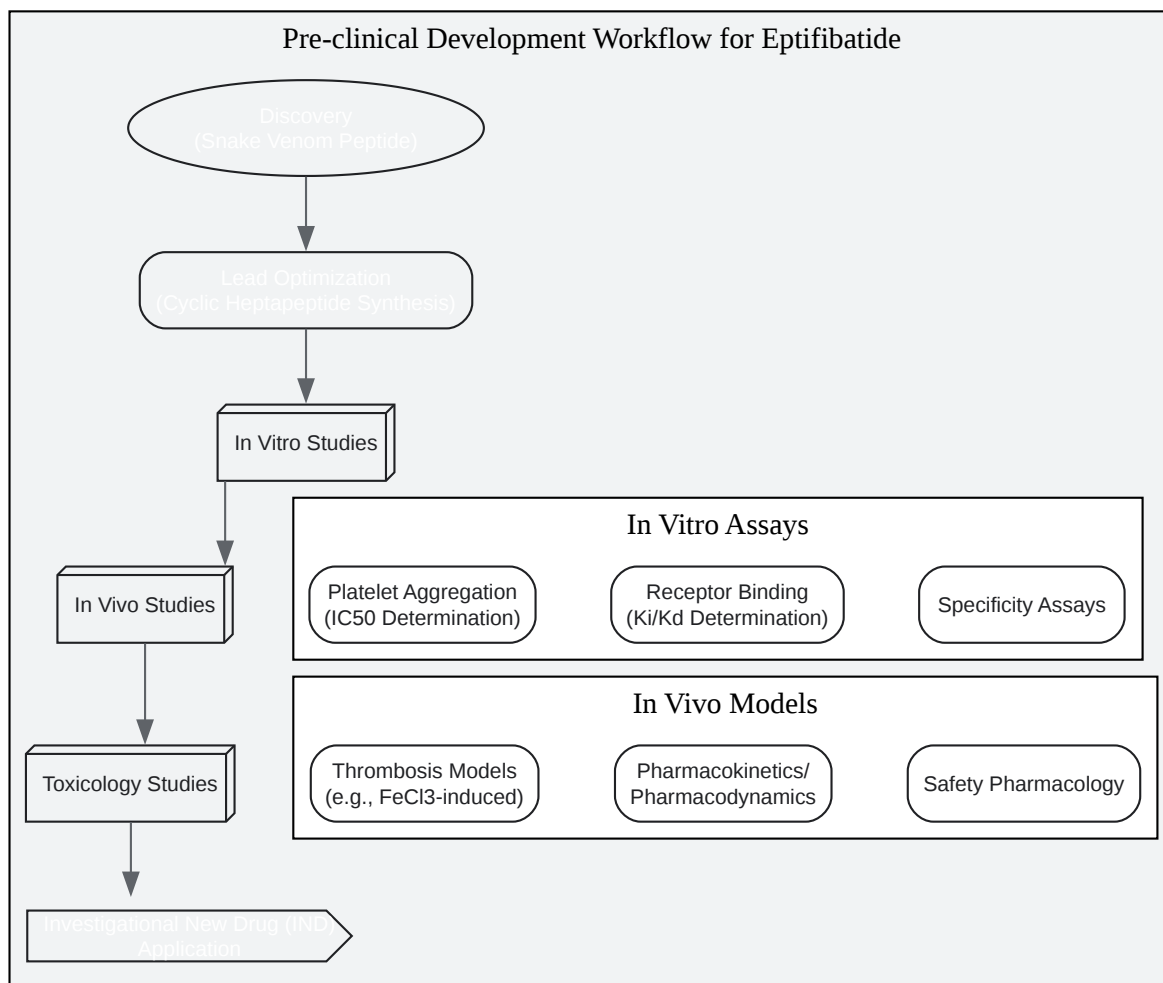 Pre-clinical Development Workflow for Eptifibatide
Discovery
(Snake Venom Peptide)
Lead Optimization
(Cyclic Heptapeptide Synthesis)
In Vitro Studies
In Vitro Assays
Platelet Aggregation
(IC50 Determination)
Receptor Binding
(Ki/Kd Determination)
Specificity Assays
In Vivo Studies
In Vivo Models
Thrombosis Models
(e.g., FeCl3-induced)
Pharmacokinetics/
Pharmacodynamics
Safety Pharmacology
Toxicology Studies
Investigational New Drug (IND)
Application